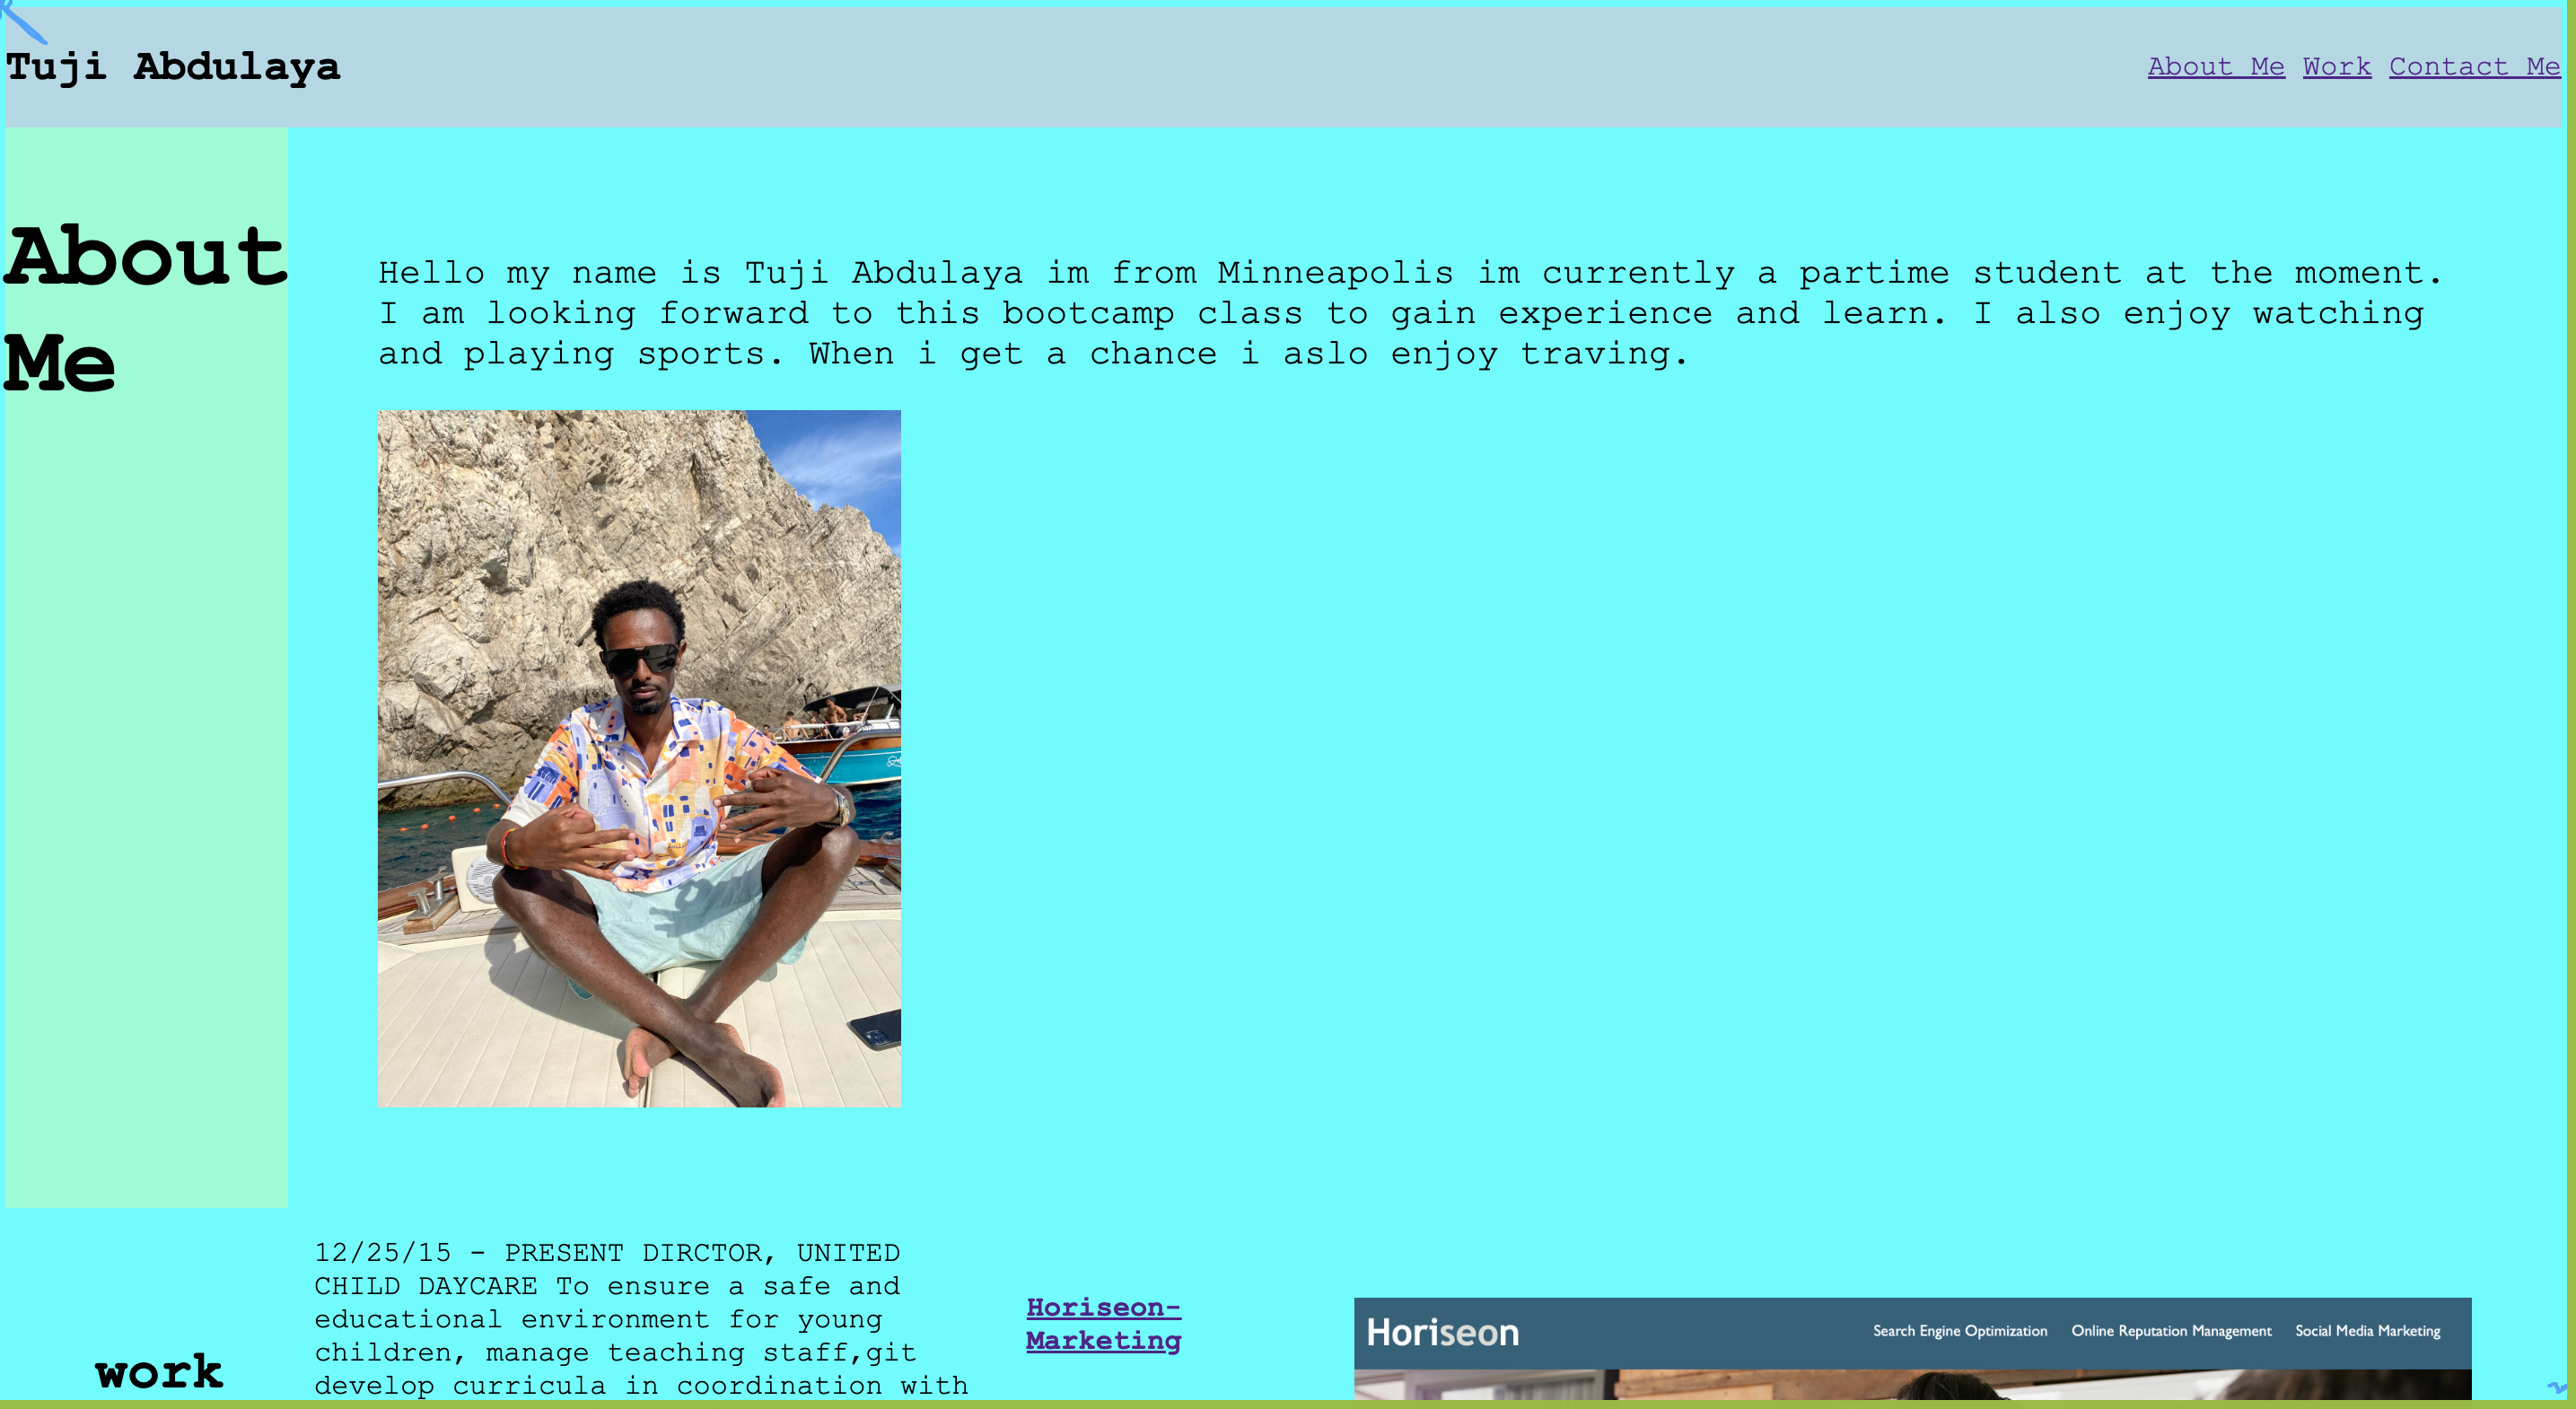 Tuji Abdulaya
About Me Work Contact Me
About
Me
Hello my name is Tuji Abdulaya im from Minneapolis im currently a partime student at the moment.
I am looking forward to this bootcamp class to gain experience and learn. I also enjoy watching
and playing sports. When i get a chance i aslo enjoy traving.
work
12/25/15 - PRESENT DIRCTOR, UNITED
CHILD DAYCARE To ensure a safe and
educational environment for young
children, manage teaching staff,git
develop curricula in coordination with
Horiseon-
Marketing
Horiseon
Search Engine Optimization Online Reputation Management Social Media Marketing